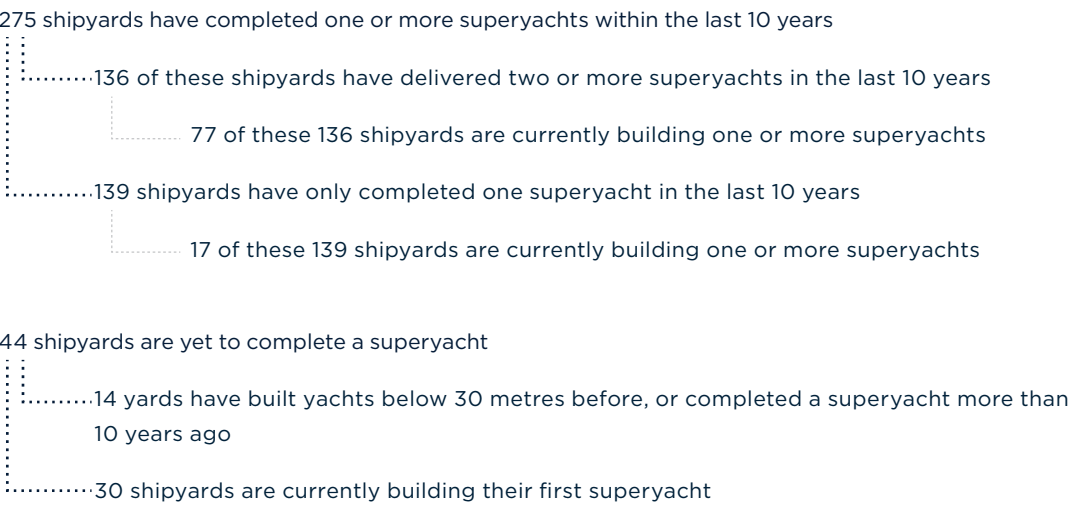 275 shipyards have completed one or more superyachts within the last 10 years
136 of these shipyards have delivered two or more superyachts in the last 10 years
77 of these 136 shipyards are currently building one or more superyachts
139 shipyards have only completed one superyacht in the last 10 years
17 of these 139 shipyards are currently building one or more superyachts
44 shipyards are yet to complete a superyacht
14 yards have built yachts below 30 metres before, or completed a superyacht more than
10 years ago
30 shipyards are currently building their first superyacht